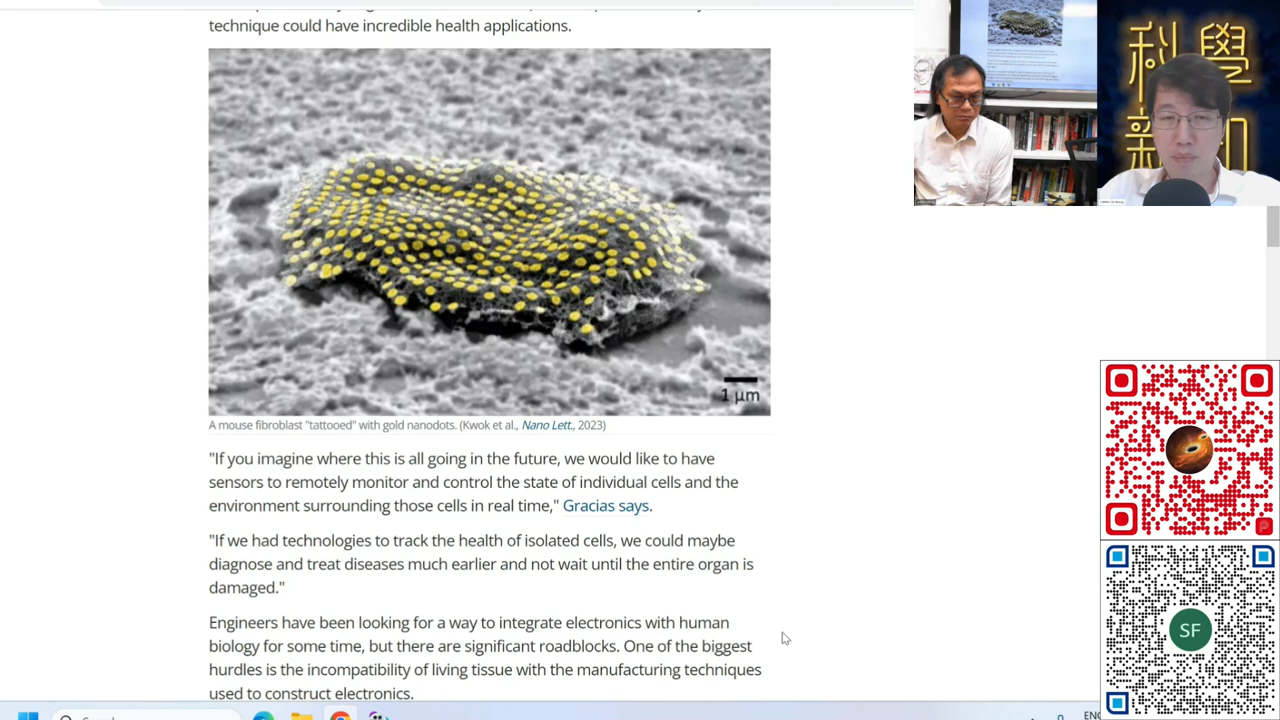 technique could have incredible health applications.
1 μm
A mouse fibroblast "tattooed" with gold nanodots. (Kwok et al., Nano Lett., 2023)
"If you imagine where this is all going in the future, we would like to have
sensors to remotely monitor and control the state of individual cells and the
environment surrounding those cells in real time," Gracias says.
"If we had technologies to track the health of isolated cells, we could maybe
diagnose and treat diseases much earlier and not wait until the entire organ is
damaged."
Engineers have been looking for a way to integrate electronics with human
biology for some time, but there are significant roadblocks. One of the biggest
hurdles is the incompatibility of living tissue with the manufacturing techniques
used to construct electronics.
科學
新知
SF
ENG